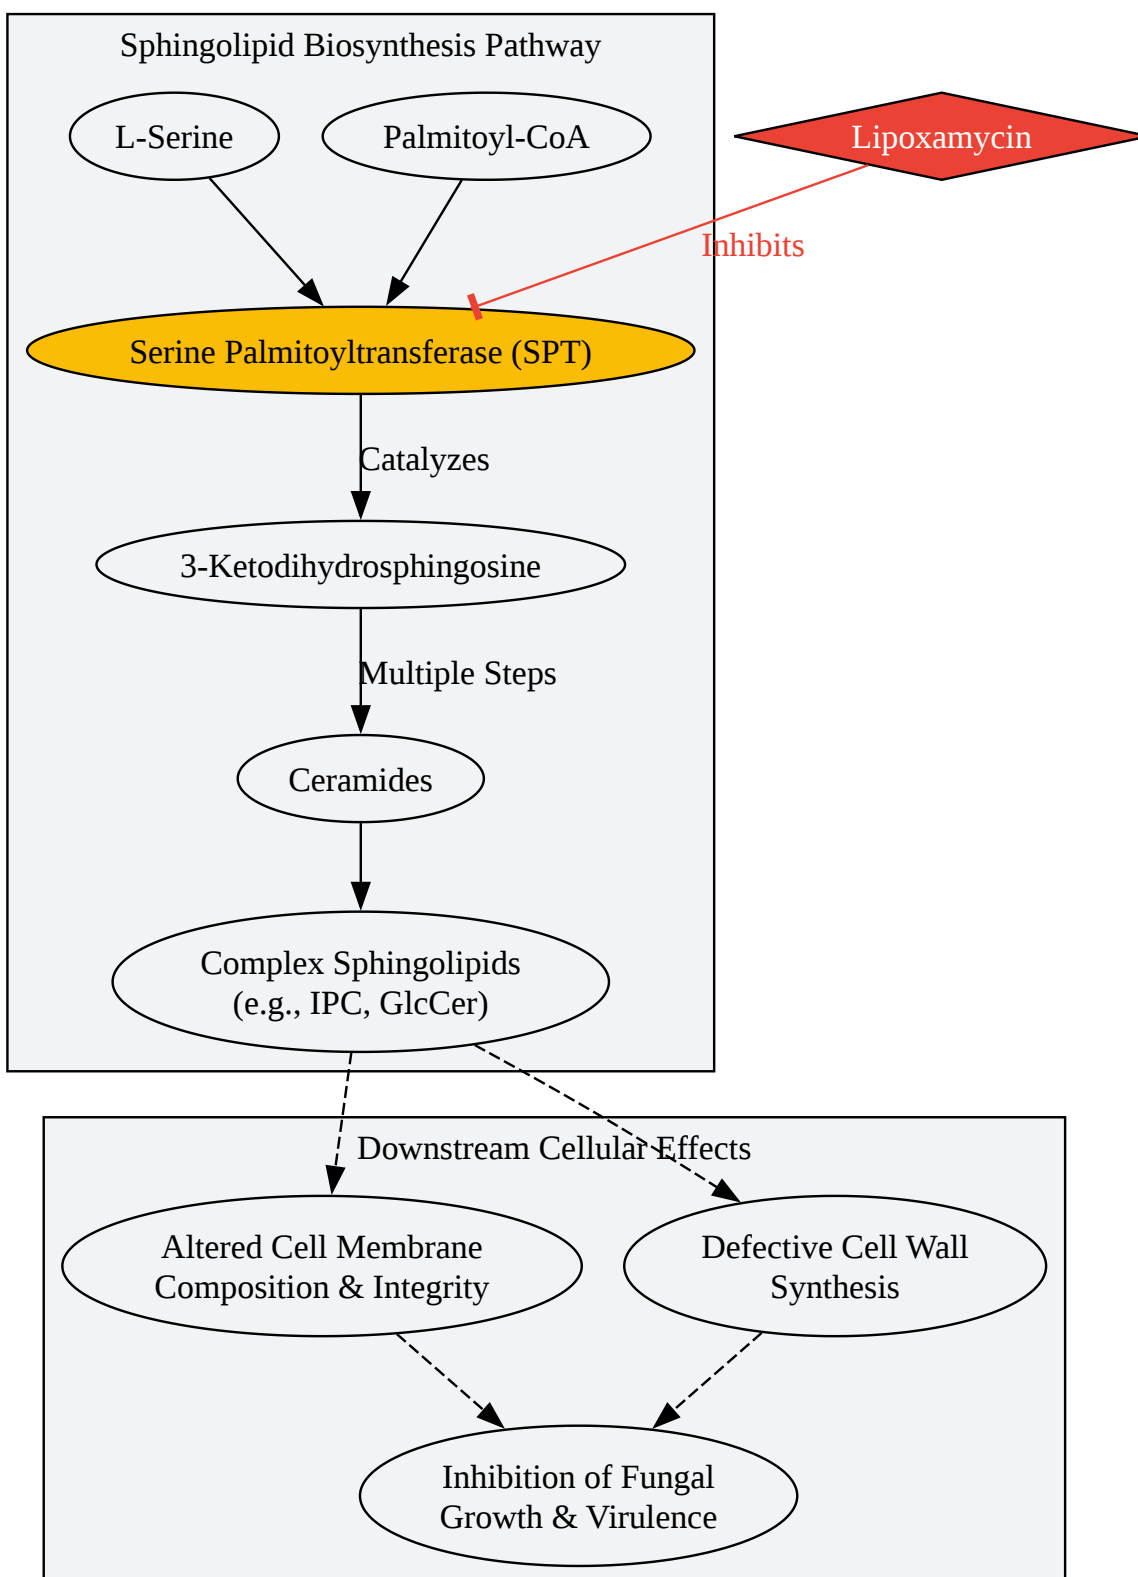 Sphingolipid Biosynthesis Pathway
L-Serine
Palmitoyl-CoA
Lipoxamycin
Inhibits
Serine Palmitoyltransferase (SPT)
Catalyzes
3-Ketodihydrosphingosine
Multiple Steps
Ceramides
Complex Sphingolipids
(e.g., IPC, GlcCer)
Downstream Cellular Effects
Altered Cell Membrane
Composition & Integrity
Defective Cell Wall
Synthesis
Inhibition of Fungal
Growth & Virulence